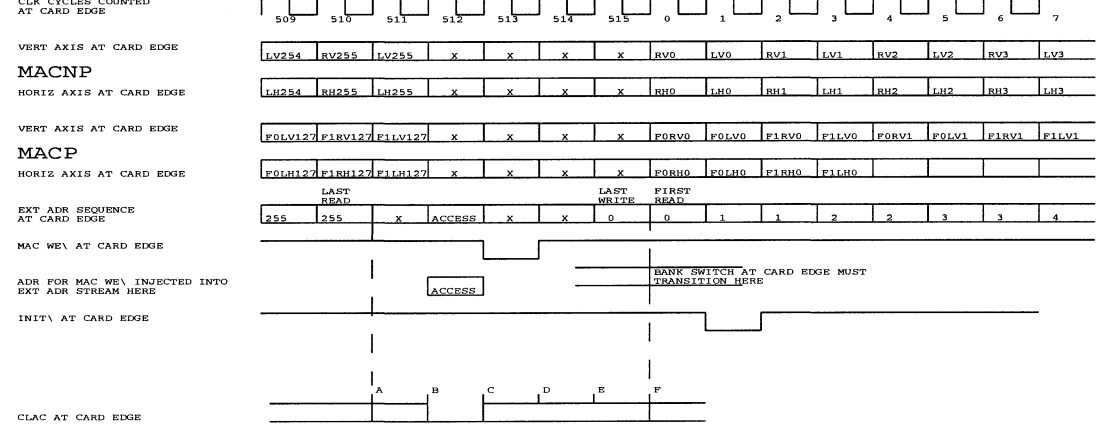 CLK CYCLES COUNTED
AT CARD EDGE
509 510 511 512 513 514 515 0 1 2 3 4 5 6 7
VERT AXIS AT CARD EDGE
LV254 RV255 LV255 X X X X RV0 LV0 RV1 LV1 RV2 LV2 RV3 LV3
MACNP
HORIZ AXIS AT CARD EDGE
LH254 RH255 LH255 X X X X RH0 LH0 RH1 LH1 RH2 LH2 RH3 LH3
VERT AXIS AT CARD EDGE
F0LV127 F1RV127 F1LV127 X X X X F0RV0 F0LV0 F1RV0 F1LV0 F0RV1 F0LV1 F1RV1 F1LV1
MACP
HORIZ AXIS AT CARD EDGE
F0LH127 F1RH127 F1LH127 X X X X F0RH0 F0LH0 F1RH0 F1LH0
LAST READ
LAST WRITE
FIRST READ
EXT ADR SEQUENCE
AT CARD EDGE
255 255 X ACCESS X X 0 0 1 1 2 2 3 3 4
MAC WE\ AT CARD EDGE
ADR FOR MAC WE\ INJECTED INTO
EXT ADR STREAM HERE
ACCESS
BANK SWITCH AT CARD EDGE MUST
TRANSITION HERE
INIT\ AT CARD EDGE
A B C D E F
CLAC AT CARD EDGE